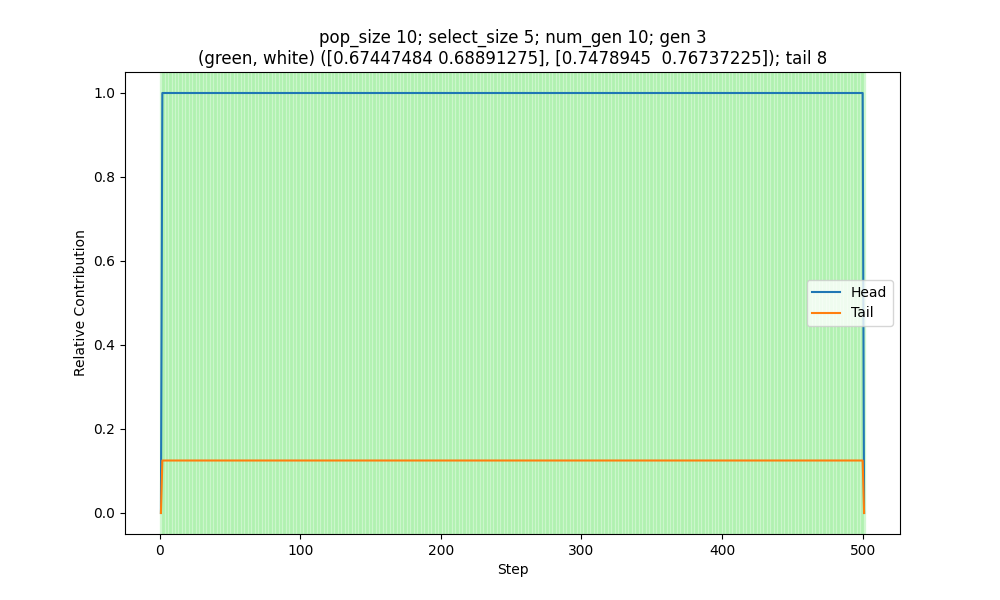 pop_size 10; select_size 5; num_gen 10; gen 3
(green, white) ([0.67447484 0.68891275], [0.7478945  0.76737225]); tail 8
1.0
0.8
0.6
0.4
0.2
0.0
Relative Contribution
Head
Tail
0
100
200
300
400
500
Step